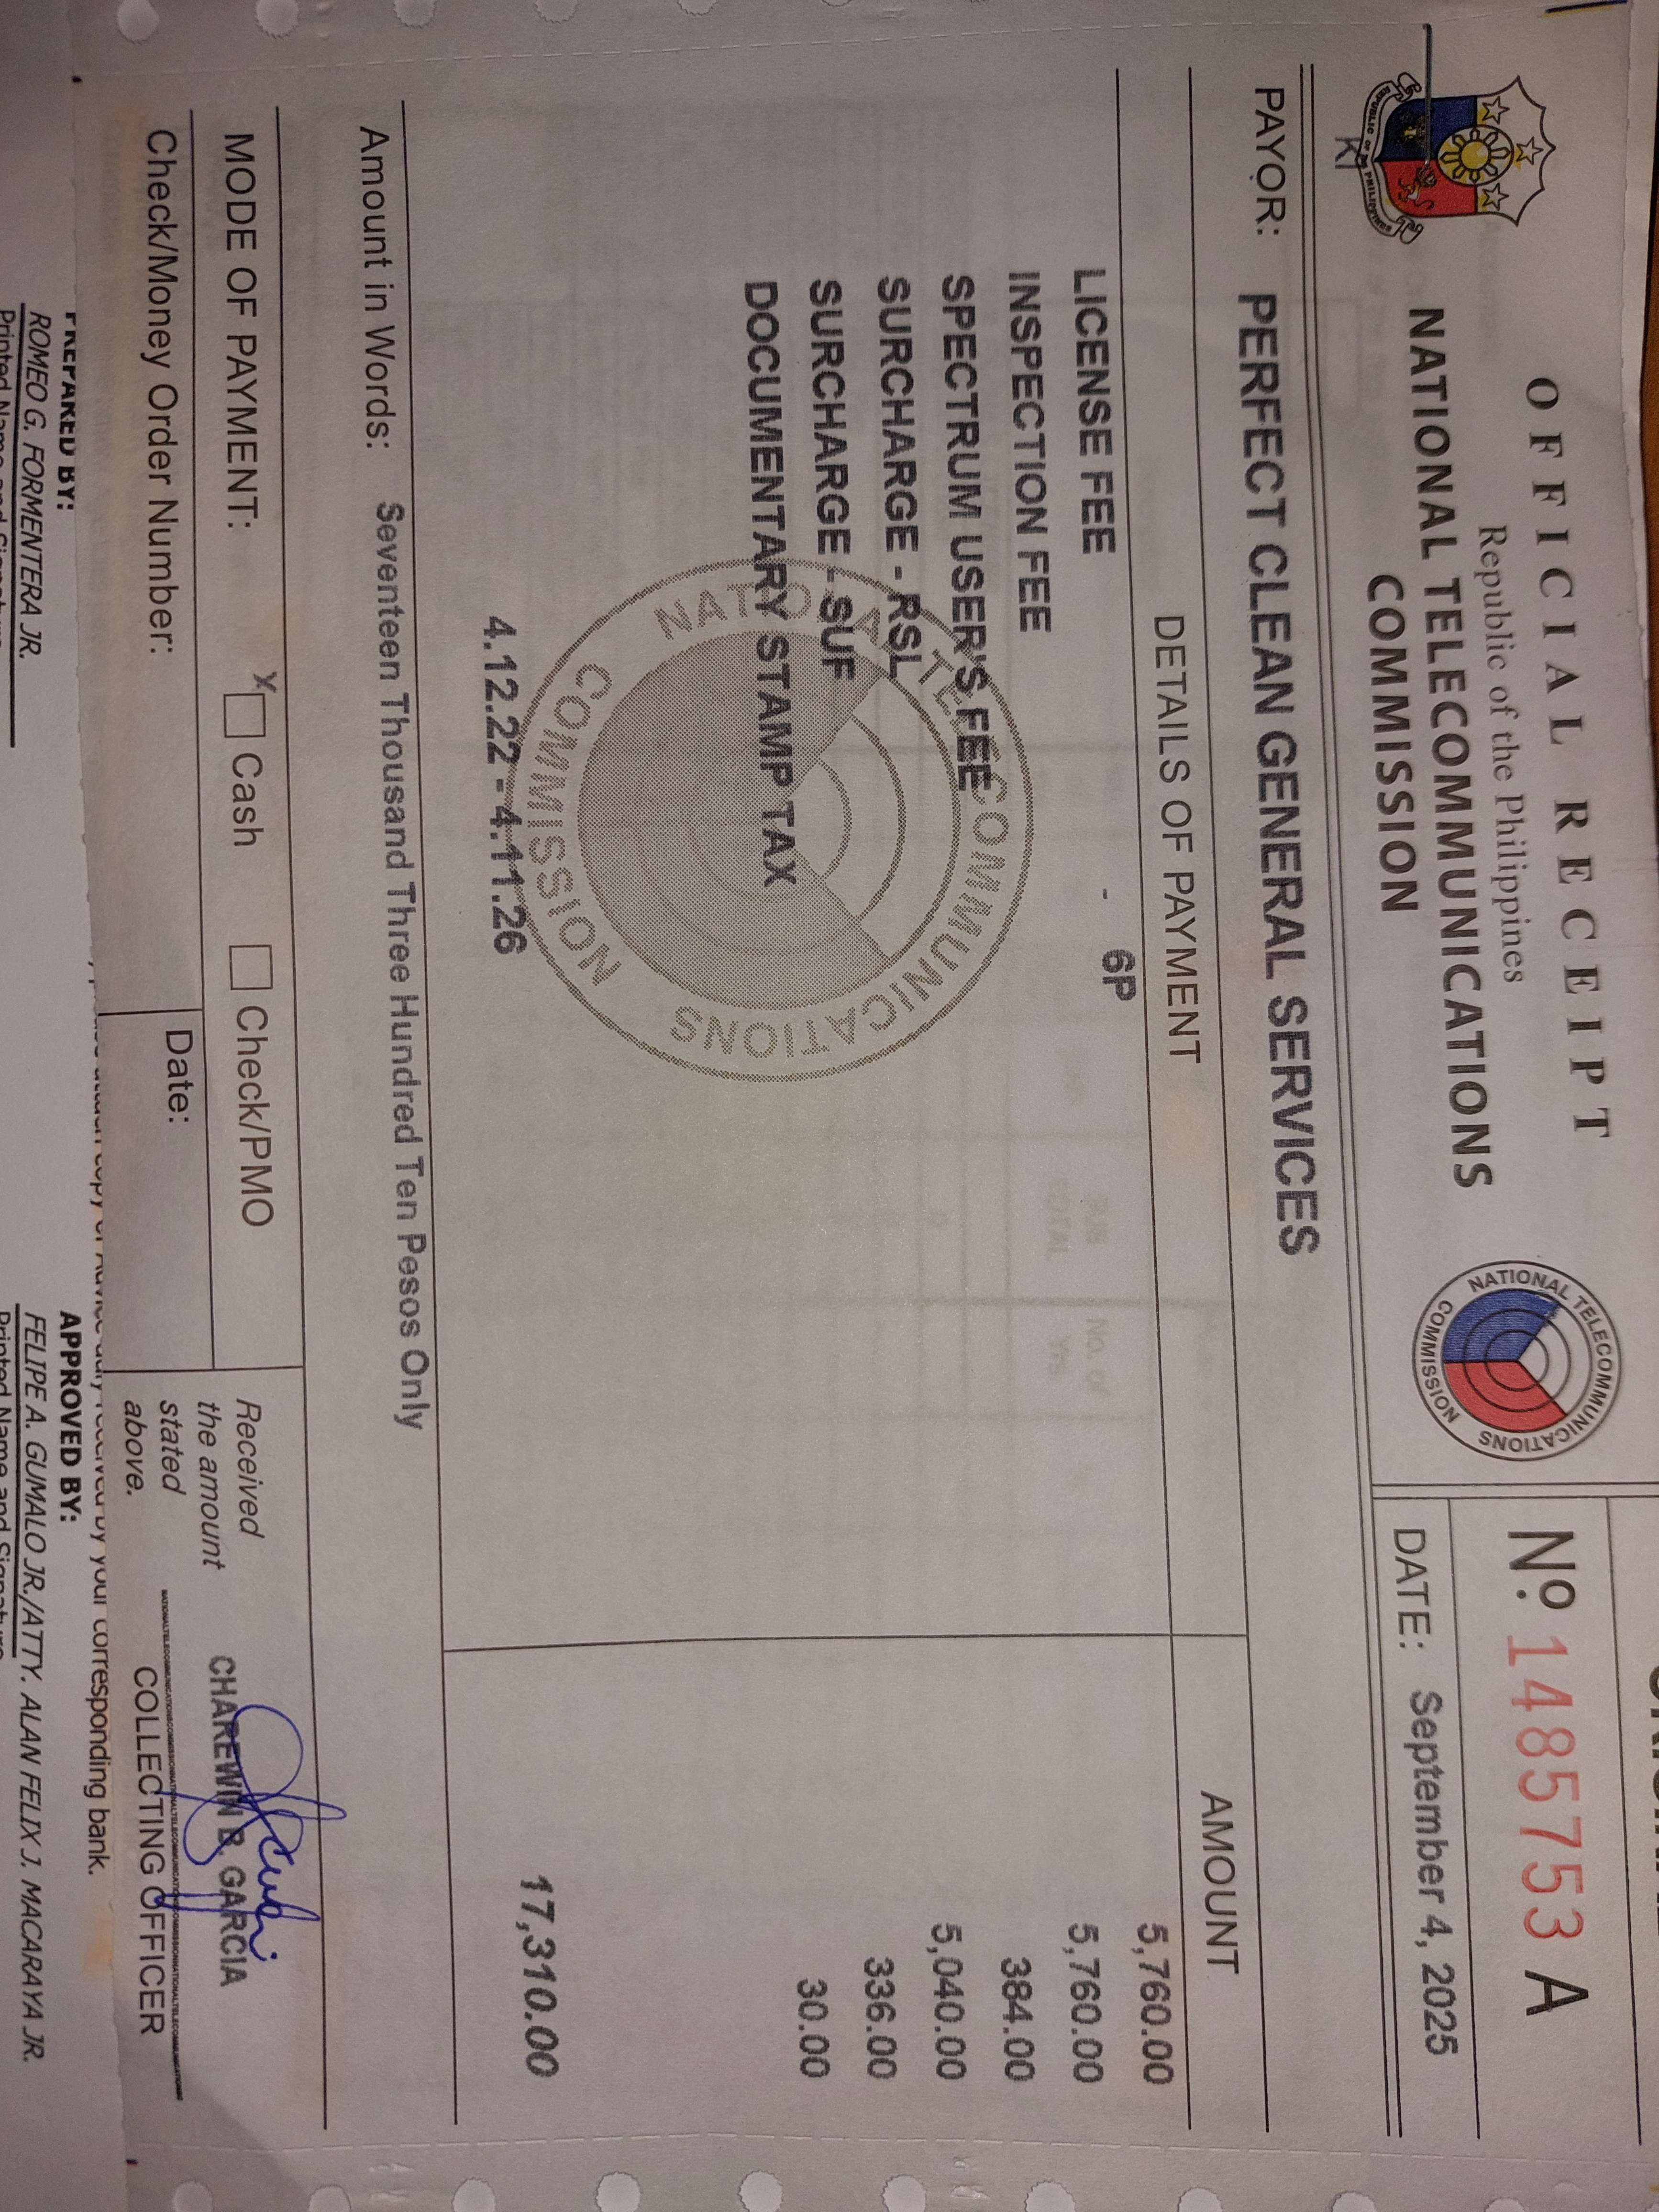 OFFICIAL RECEIPT
Republic of the Philippines
NATIONAL TELECOMMUNICATIONS
COMMISSION
NATIONAL TELECOMMUNICATIONS COMMISSION
REPUBLIC OF THE PHILIPPINES
RI
Nº 1485753 A
DATE: September 4, 2025
PAYOR: PERFECT CLEAN GENERAL SERVICES
DETAILS OF PAYMENT AMOUNT
- 6P
LICENSE FEE 5,760.00
INSPECTION FEE 5,760.00
SPECTRUM USER'S FEE 384.00
SURCHARGE - RSL 5,040.00
SURCHARGE - SUF 336.00
DOCUMENTARY STAMP TAX 30.00
NATIONAL TELECOMMUNICATIONS COMMISSION
4.12.22 - 4.11.26 17,310.00
Amount in Words: Seventeen Thousand Three Hundred Ten Pesos Only
MODE OF PAYMENT: X Cash Check/PMO
Check/Money Order Number: Date:
Received
the amount
stated
above.
CHAREWIN B. GARCIA
COLLECTING OFFICER
received by your corresponding bank.
PREPARED BY: APPROVED BY:
ROMEO G. FORMENTERA JR. FELIPE A. GUMALO JR./ATTY. ALAN FELIX J. MACARAYA JR.
Printed Name and Signature Printed Name and Signature